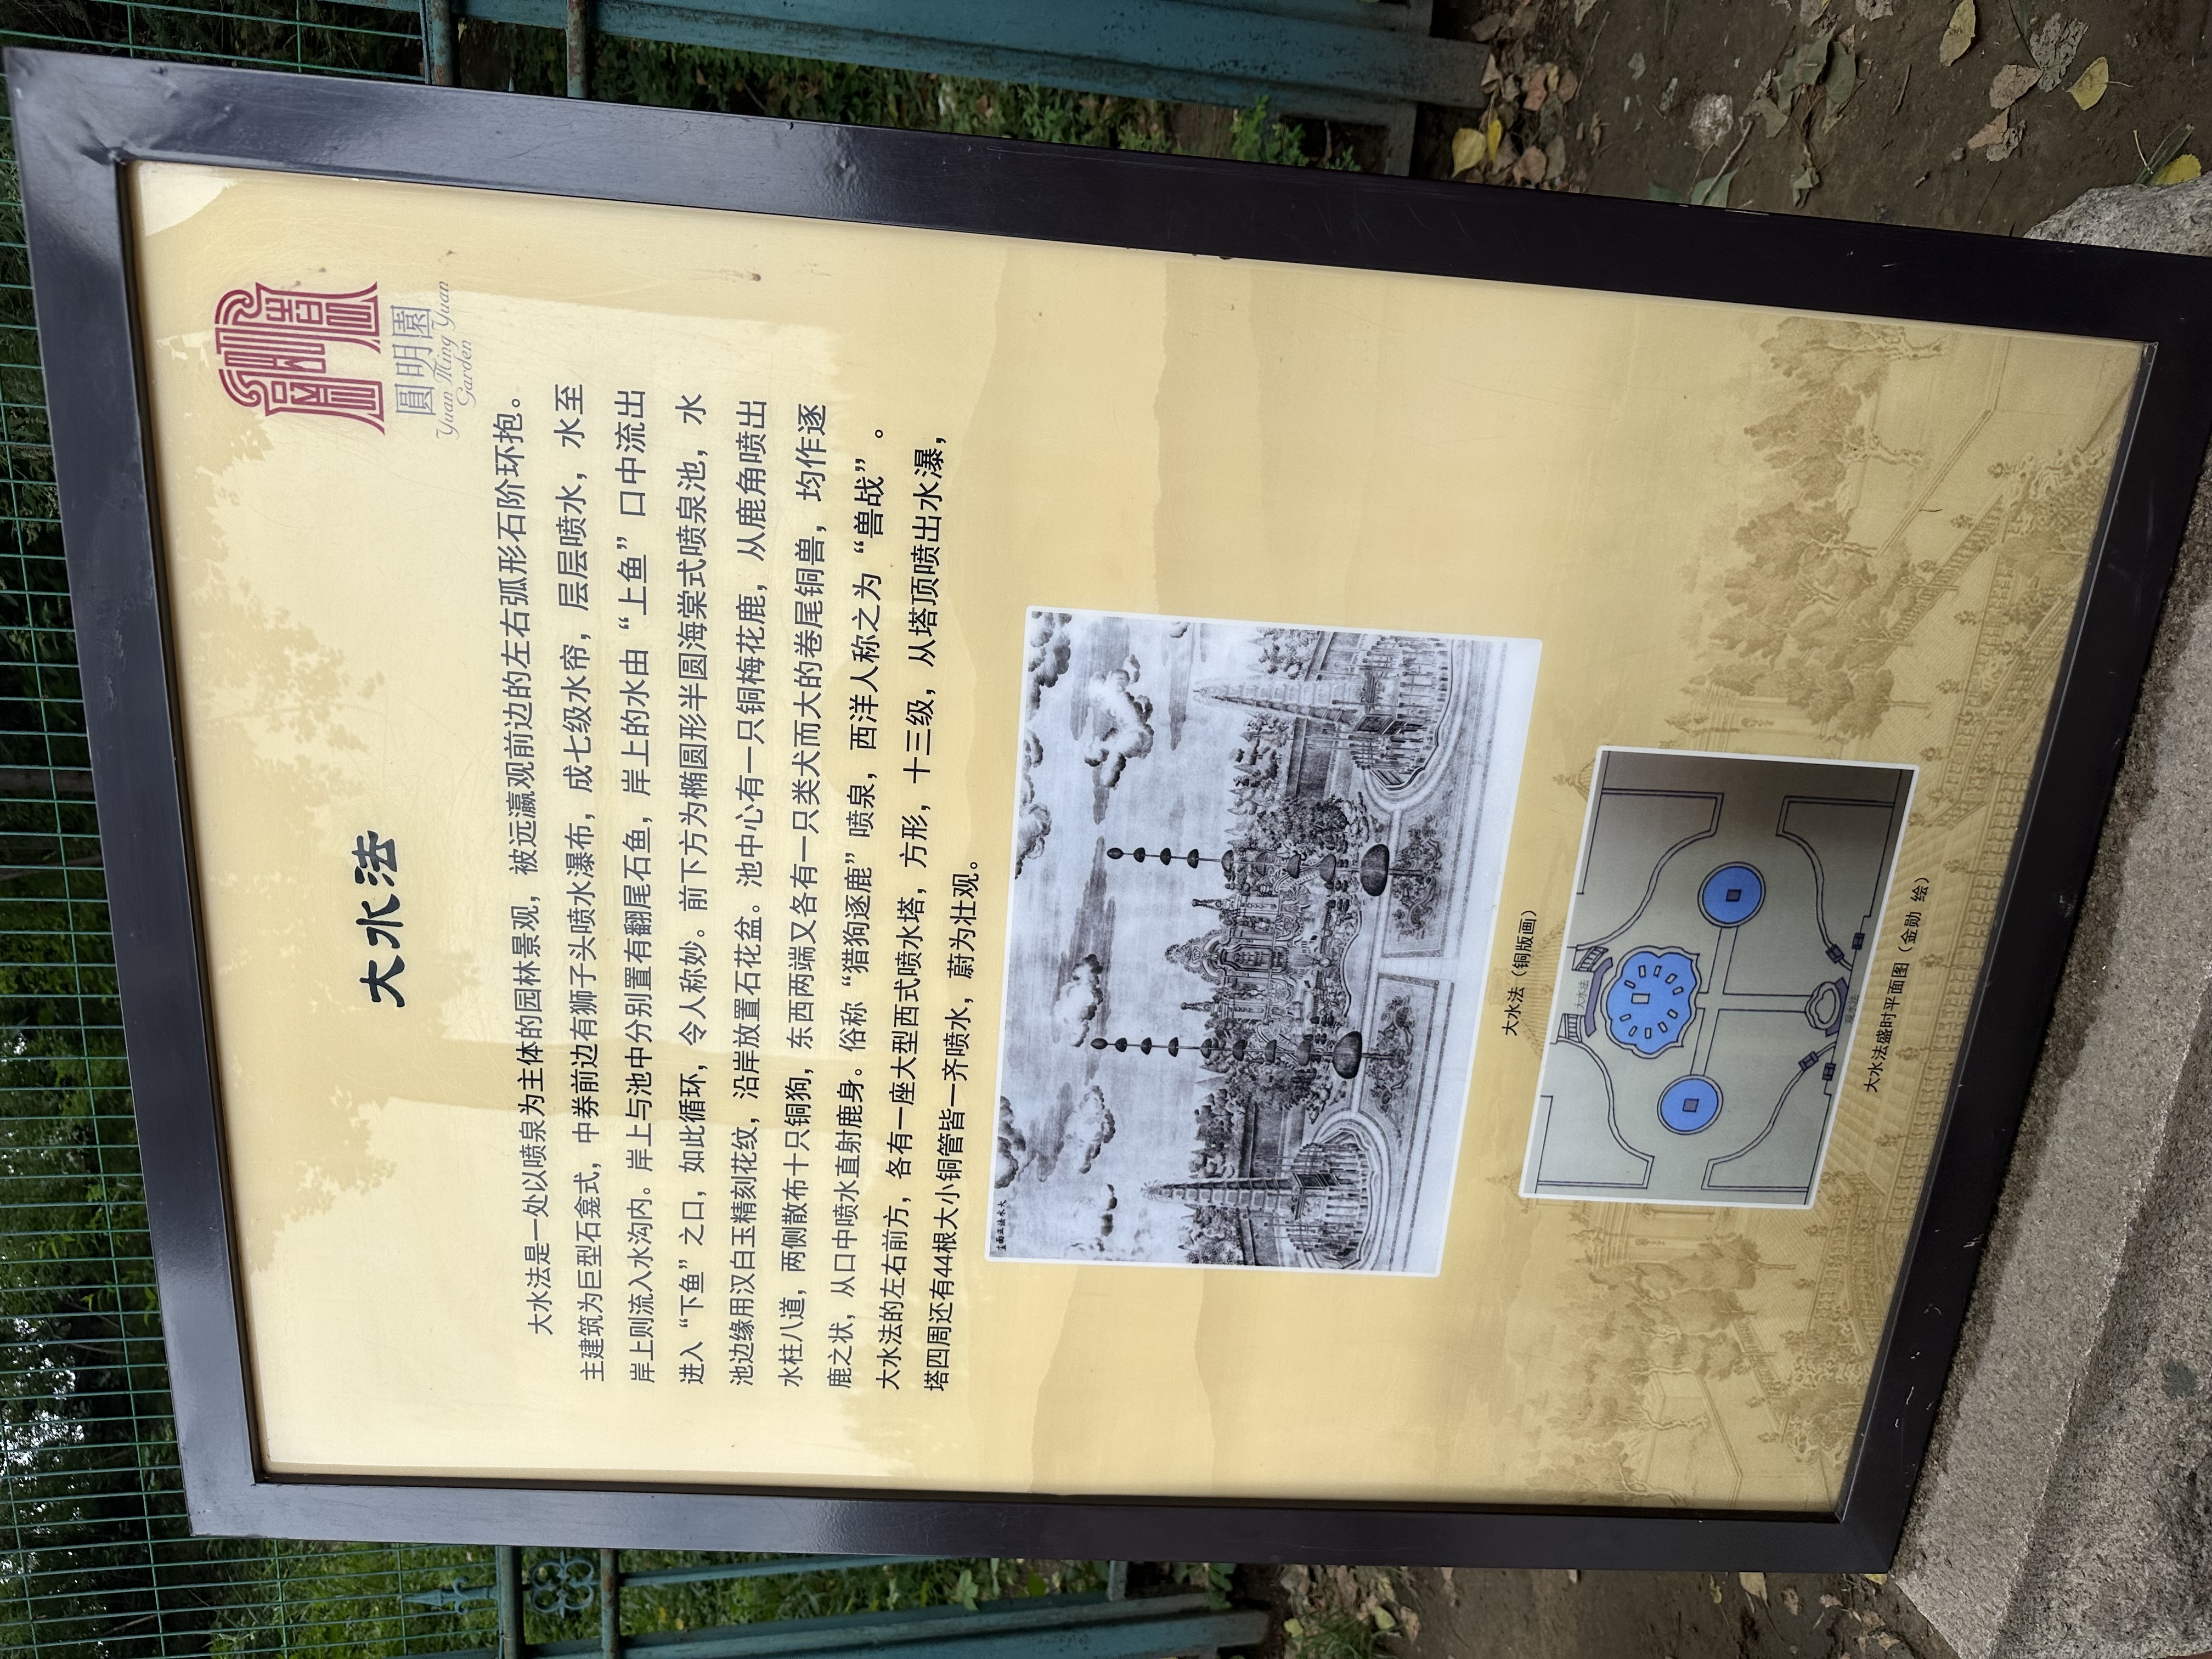 圓明園
Yuan Ming Yuan
Garden
大水法
大水法是一处以喷泉为主体的园林景观，被远瀛观前边的左右弧形石阶环抱。
主建筑为巨型石龛式，中券前边有狮子头喷水瀑布，成七级水帘，层层喷水，水至
岸上则流入水沟内。岸上与池中分别置有翻尾石鱼，岸上的水由“上鱼”口中流出
进入“下鱼”之口，如此循环，令人称妙。前下方为椭圆形半圆海棠式喷泉池，水
池边缘用汉白玉精刻花纹，沿岸放置石花盆。池中心有一只铜梅花鹿，从鹿角喷出
水柱八道，两侧散布十只铜狗，东西两端又各有一只类犬而大的卷尾铜兽，均作逐
鹿之状，从口中喷水直射鹿身。俗称“猎狗逐鹿”喷泉，西洋人称之为“兽战”。
大水法的左右前方，各有一座大型西式喷水塔，方形，十三级，从塔顶喷出水瀑，
塔四周还有44根大小铜管皆一齐喷水，蔚为壮观。
大水法正面 十五
大水法（铜版画）
大水法
大水法盛时平面图（金勋 绘）